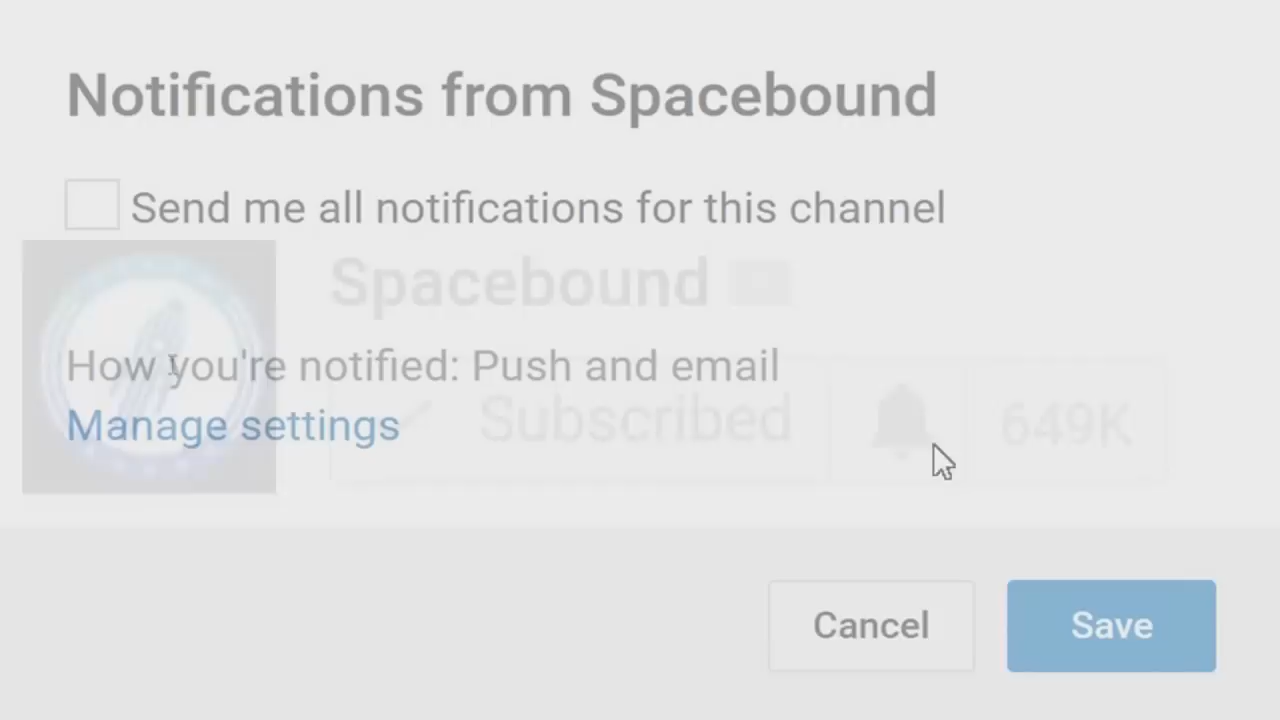 Notifications from Spacebound
Send me all notifications for this channel
Spacebound
How you're notified: Push and email
Subscribed 649K
Manage settings
Cancel Save